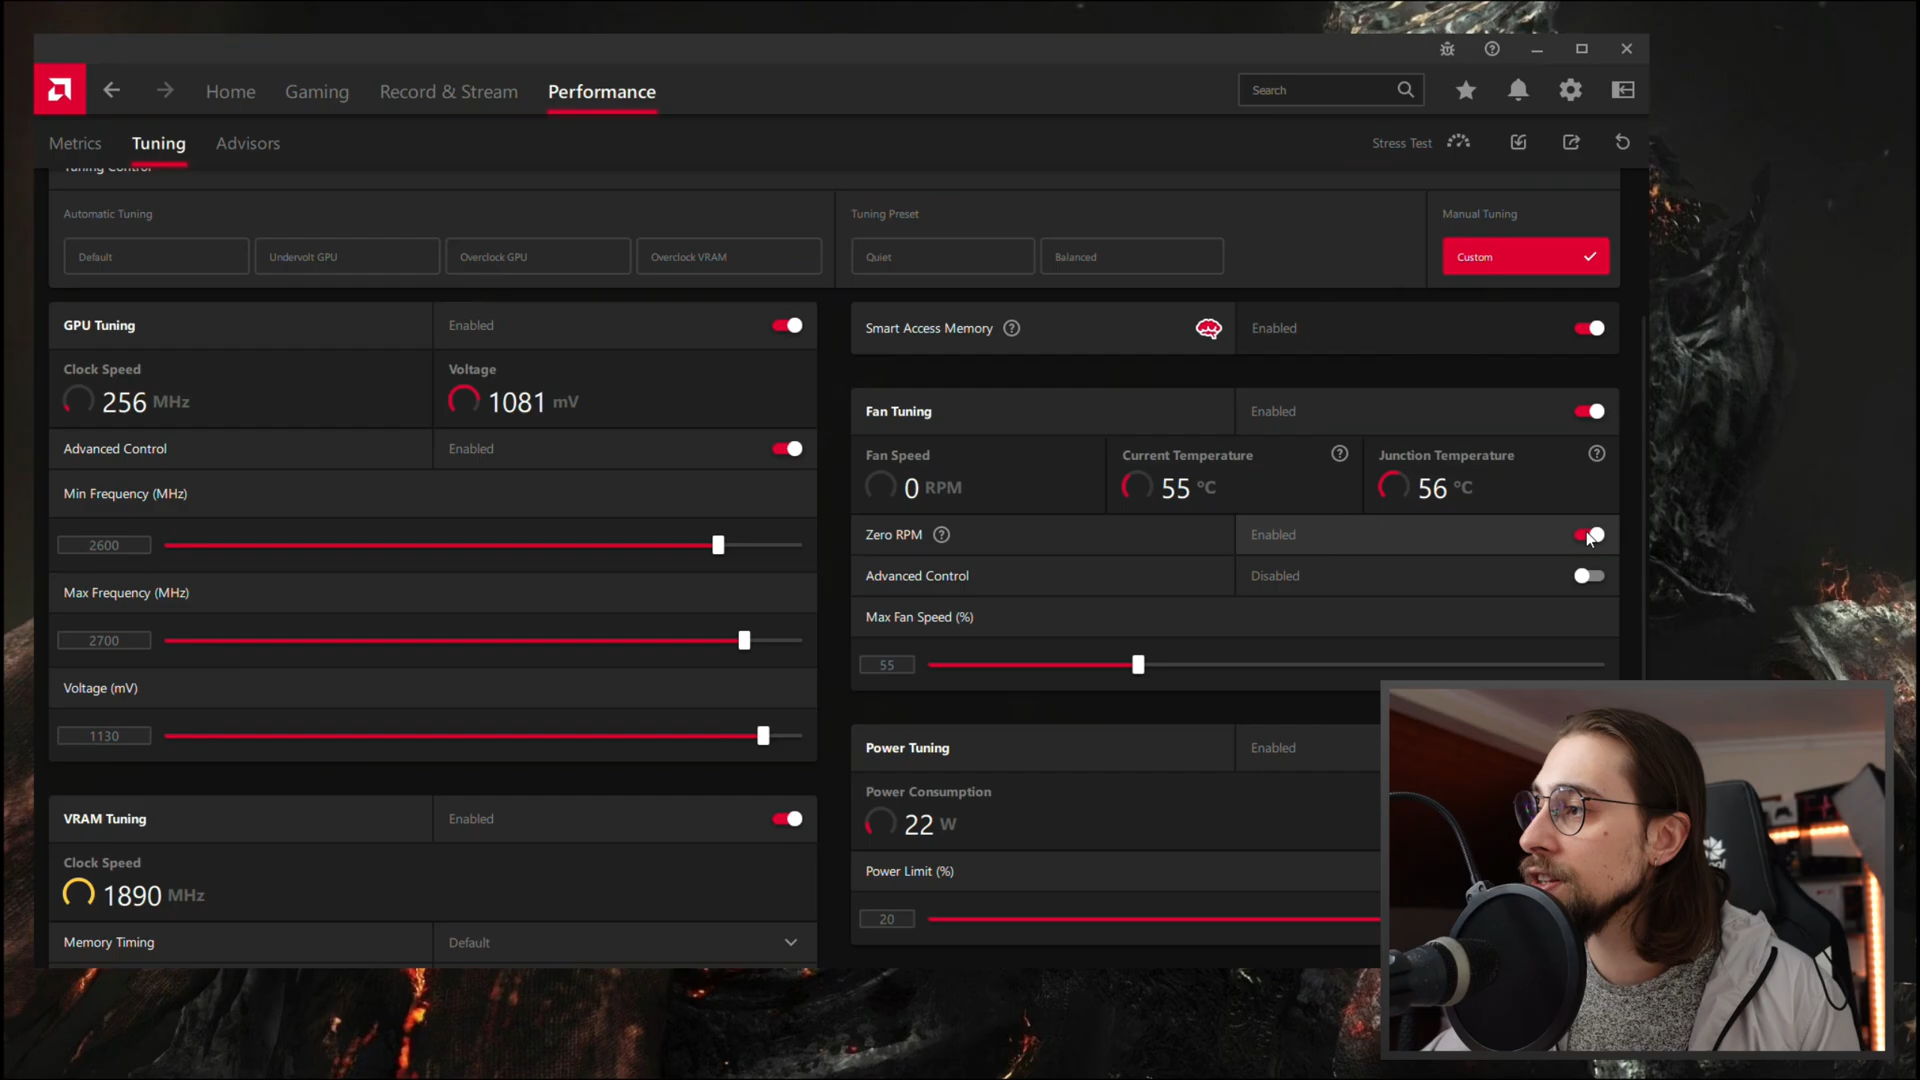 Home
Gaming
Record & Stream
Performance
Search
Metrics
Tuning
Advisors
Stress Test
Tuning Control
Automatic Tuning
Default
Undervolt GPU
Overclock GPU
Overclock VRAM
Tuning Preset
Quiet
Balanced
Manual Tuning
Custom
GPU Tuning
Enabled
Clock Speed
256 MHz
Voltage
1081 mV
Advanced Control
Enabled
Min Frequency (MHz)
2600
Max Frequency (MHz)
2700
Voltage (mV)
1130
VRAM Tuning
Enabled
Clock Speed
1890 MHz
Memory Timing
Default
Smart Access Memory
Enabled
Fan Tuning
Enabled
Fan Speed
0 RPM
Current Temperature
55 °C
Junction Temperature
56 °C
Zero RPM
Enabled
Advanced Control
Disabled
Max Fan Speed (%)
55
Power Tuning
Enabled
Power Consumption
22 W
Power Limit (%)
20